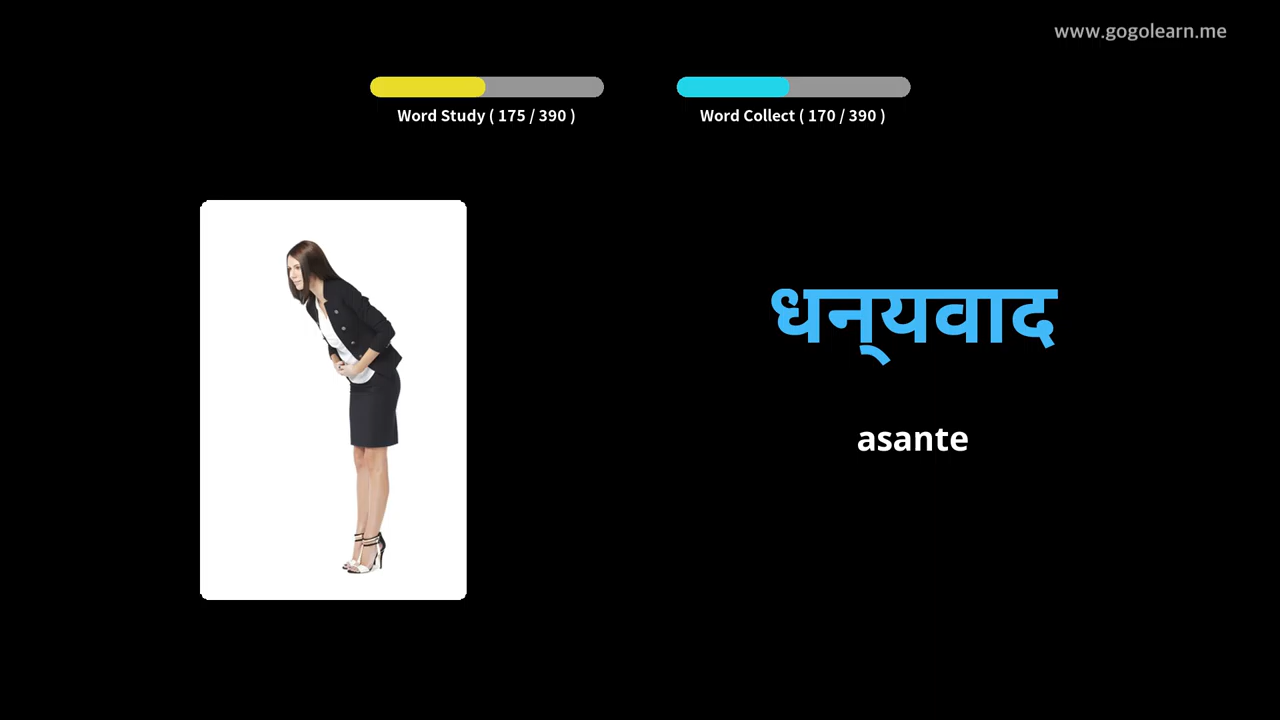 www.gogolearn.me
Word Study ( 175 / 390 )
Word Collect ( 170 / 390 )
धन्यवाद
asante